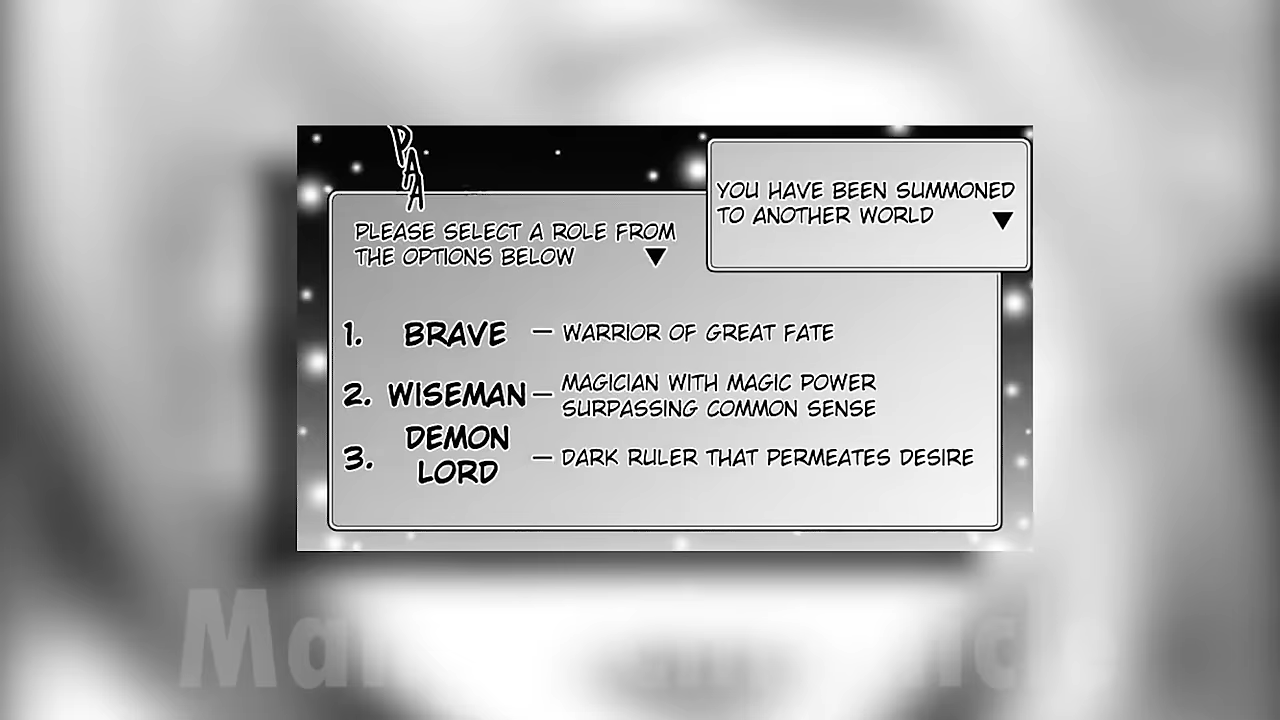 PAA
YOU HAVE BEEN SUMMONED
TO ANOTHER WORLD
PLEASE SELECT A ROLE FROM
THE OPTIONS BELOW
1. BRAVE — WARRIOR OF GREAT FATE
2. WISEMAN — MAGICIAN WITH MAGIC POWER
SURPASSING COMMON SENSE
3. DEMON
LORD — DARK RULER THAT PERMEATES DESIRE